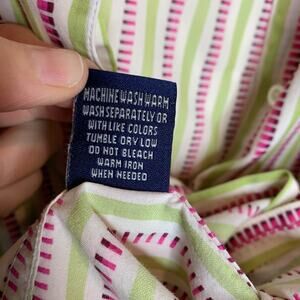 MACHINE WASH WARM
WASH SEPARATELY OR
WITH LIKE COLORS
TUMBLE DRY LOW
DO NOT BLEACH
WARM IRON
WHEN NEEDED